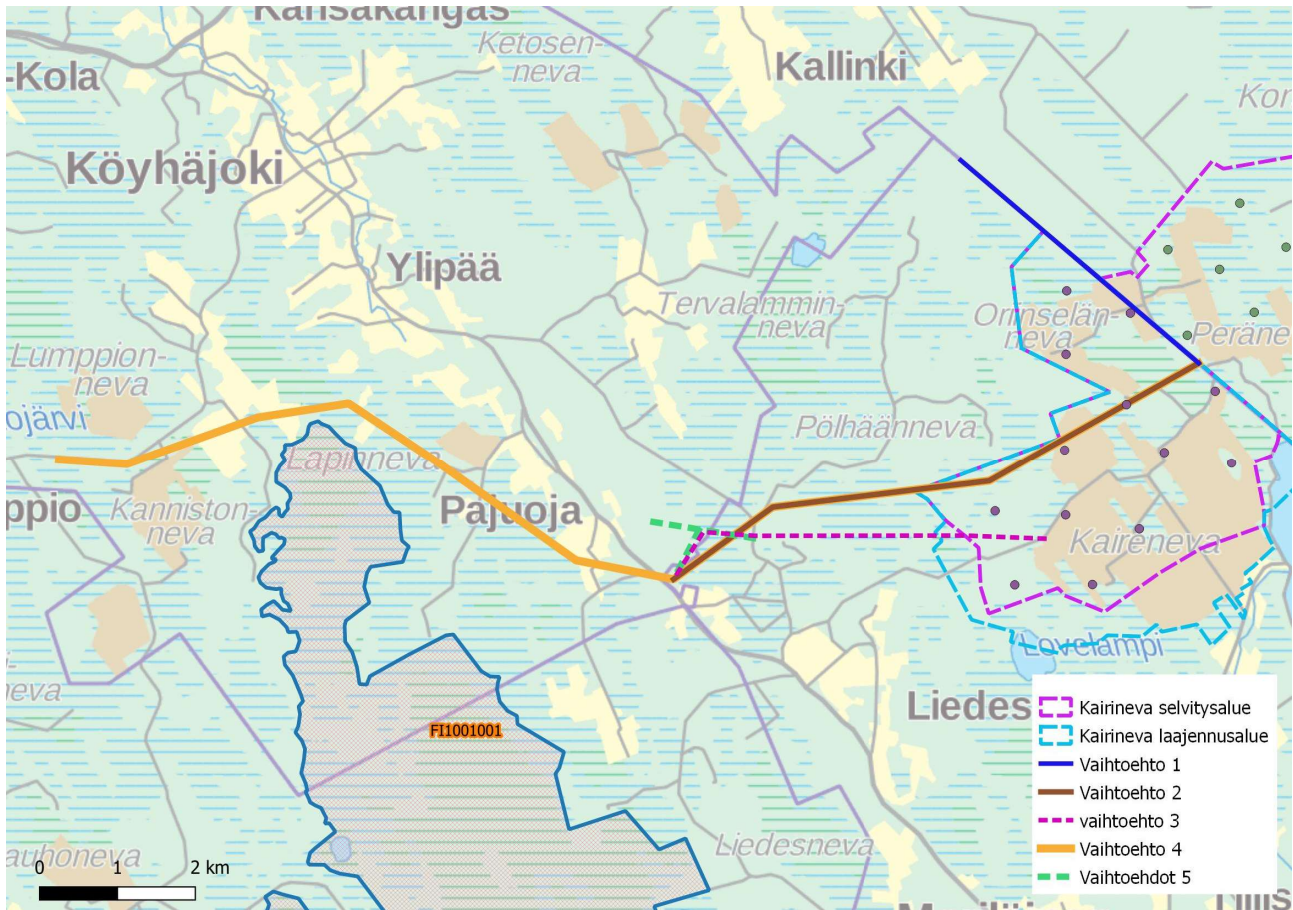 Kansakangas
Ketosen-
neva
Kallinki
-Kola
Kor
Köyhäjoki
Ylipää
Tervalammin-
neva
Orinselän-
neva
Peräne
Lumppion-
neva
ojärvi
Pölhäänneva
Lapinneva
ppio
Kanniston-
neva
Pajuoja
Kaireneva
Lovelampi
i-
neva
Liedes
FI1001001
Liedesneva
auhoneva
0 1 2 km
Kairineva selvitysalue
Kairineva laajennusalue
Vaihtoehto 1
Vaihtoehto 2
vaihtoehto 3
Vaihtoehto 4
Vaihtoehdot 5